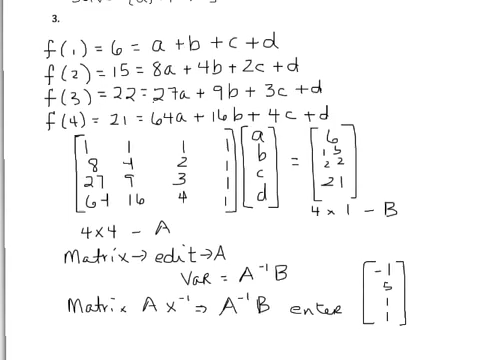 3.
f(1) = 6 = a + b + c + d
f(2) = 15 = 8a + 4b + 2c + d
f(3) = 22 = 27a + 9b + 3c + d
f(4) = 21 = 64a + 16b + 4c + d
[1 1 1 1] [a] = [6]
[8 4 2 1] [b] [15]
[27 9 3 1] [c] [22]
[64 16 4 1] [d] [21]
4 x 1 - B
4x4 - A
Matrix → edit → A
Var = A⁻¹B
Matrix A x⁻¹ ⇒ A⁻¹B enter [-1 5 1 1]